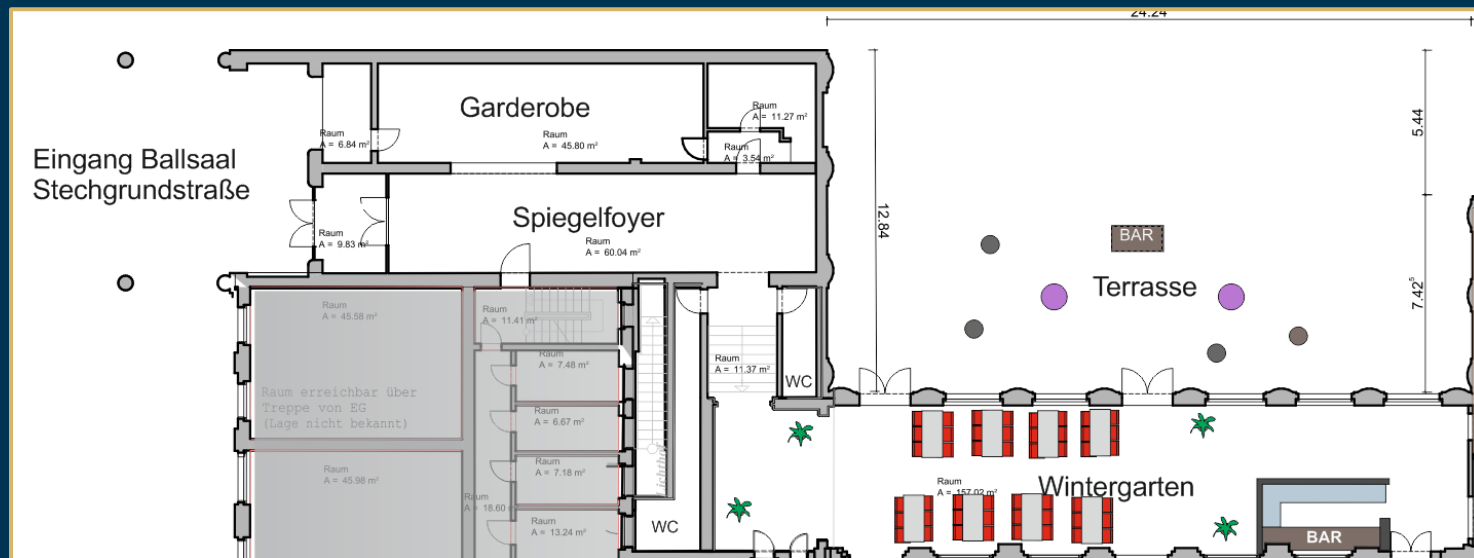 24.24
Garderobe
Raum
A = 45.80 m²
Raum
A = 11.27 m²
Raum
A = 6.84 m²
Raum
A = 3.54 m²
5.44
Eingang Ballsaal
Stechgrundstraße
Spiegelfoyer
Raum
A = 60.04 m²
Raum
A = 9.83 m²
12.84
BAR
Terrasse
7.42⁵
Raum
A = 45.58 m²
Raum
A = 11.41 m²
Raum
A = 7.48 m²
Raum
A = 11.37 m²
WC
Raum erreichbar über
Treppe von EG
(Lage nicht bekannt)
Raum
A = 6.67 m²
Raum
A = 45.98 m²
Raum
A = 7.18 m²
Lichthof
Raum
A = 18.60 m²
Raum
A = 13.24 m²
WC
Raum
A = 157.02 m²
Wintergarten
BAR